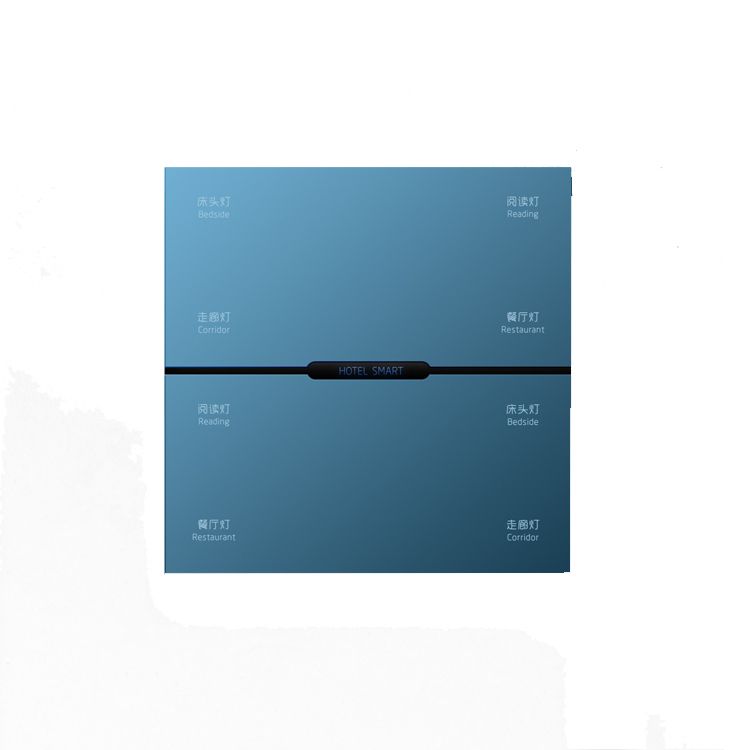 床头灯
Bedside
阅读灯
Reading
走廊灯
Corridor
餐厅灯
Restaurant
HOTEL SMART
阅读灯
Reading
床头灯
Bedside
餐厅灯
Restaurant
走廊灯
Corridor